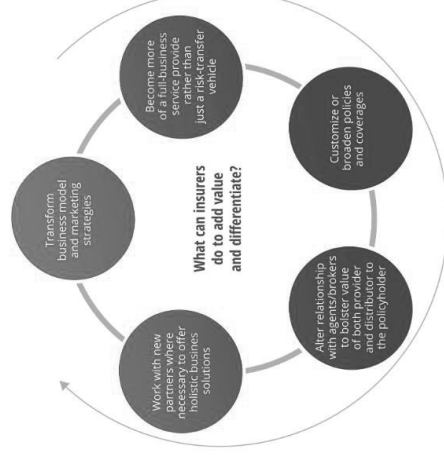 What can insurers
do to add value
and differentiate?
Transform
business model
and marketing
strategies
Become more
of a full-business
service provide
rather than
just a risk-transfer
vehicle
Customize or
broaden policies
and coverages
Alter relationship
with agents/brokers
to bolster value
of both provider
and distributor to
the policyholder
Work with new
partners where
necessary to offer
holistic busines
solutions